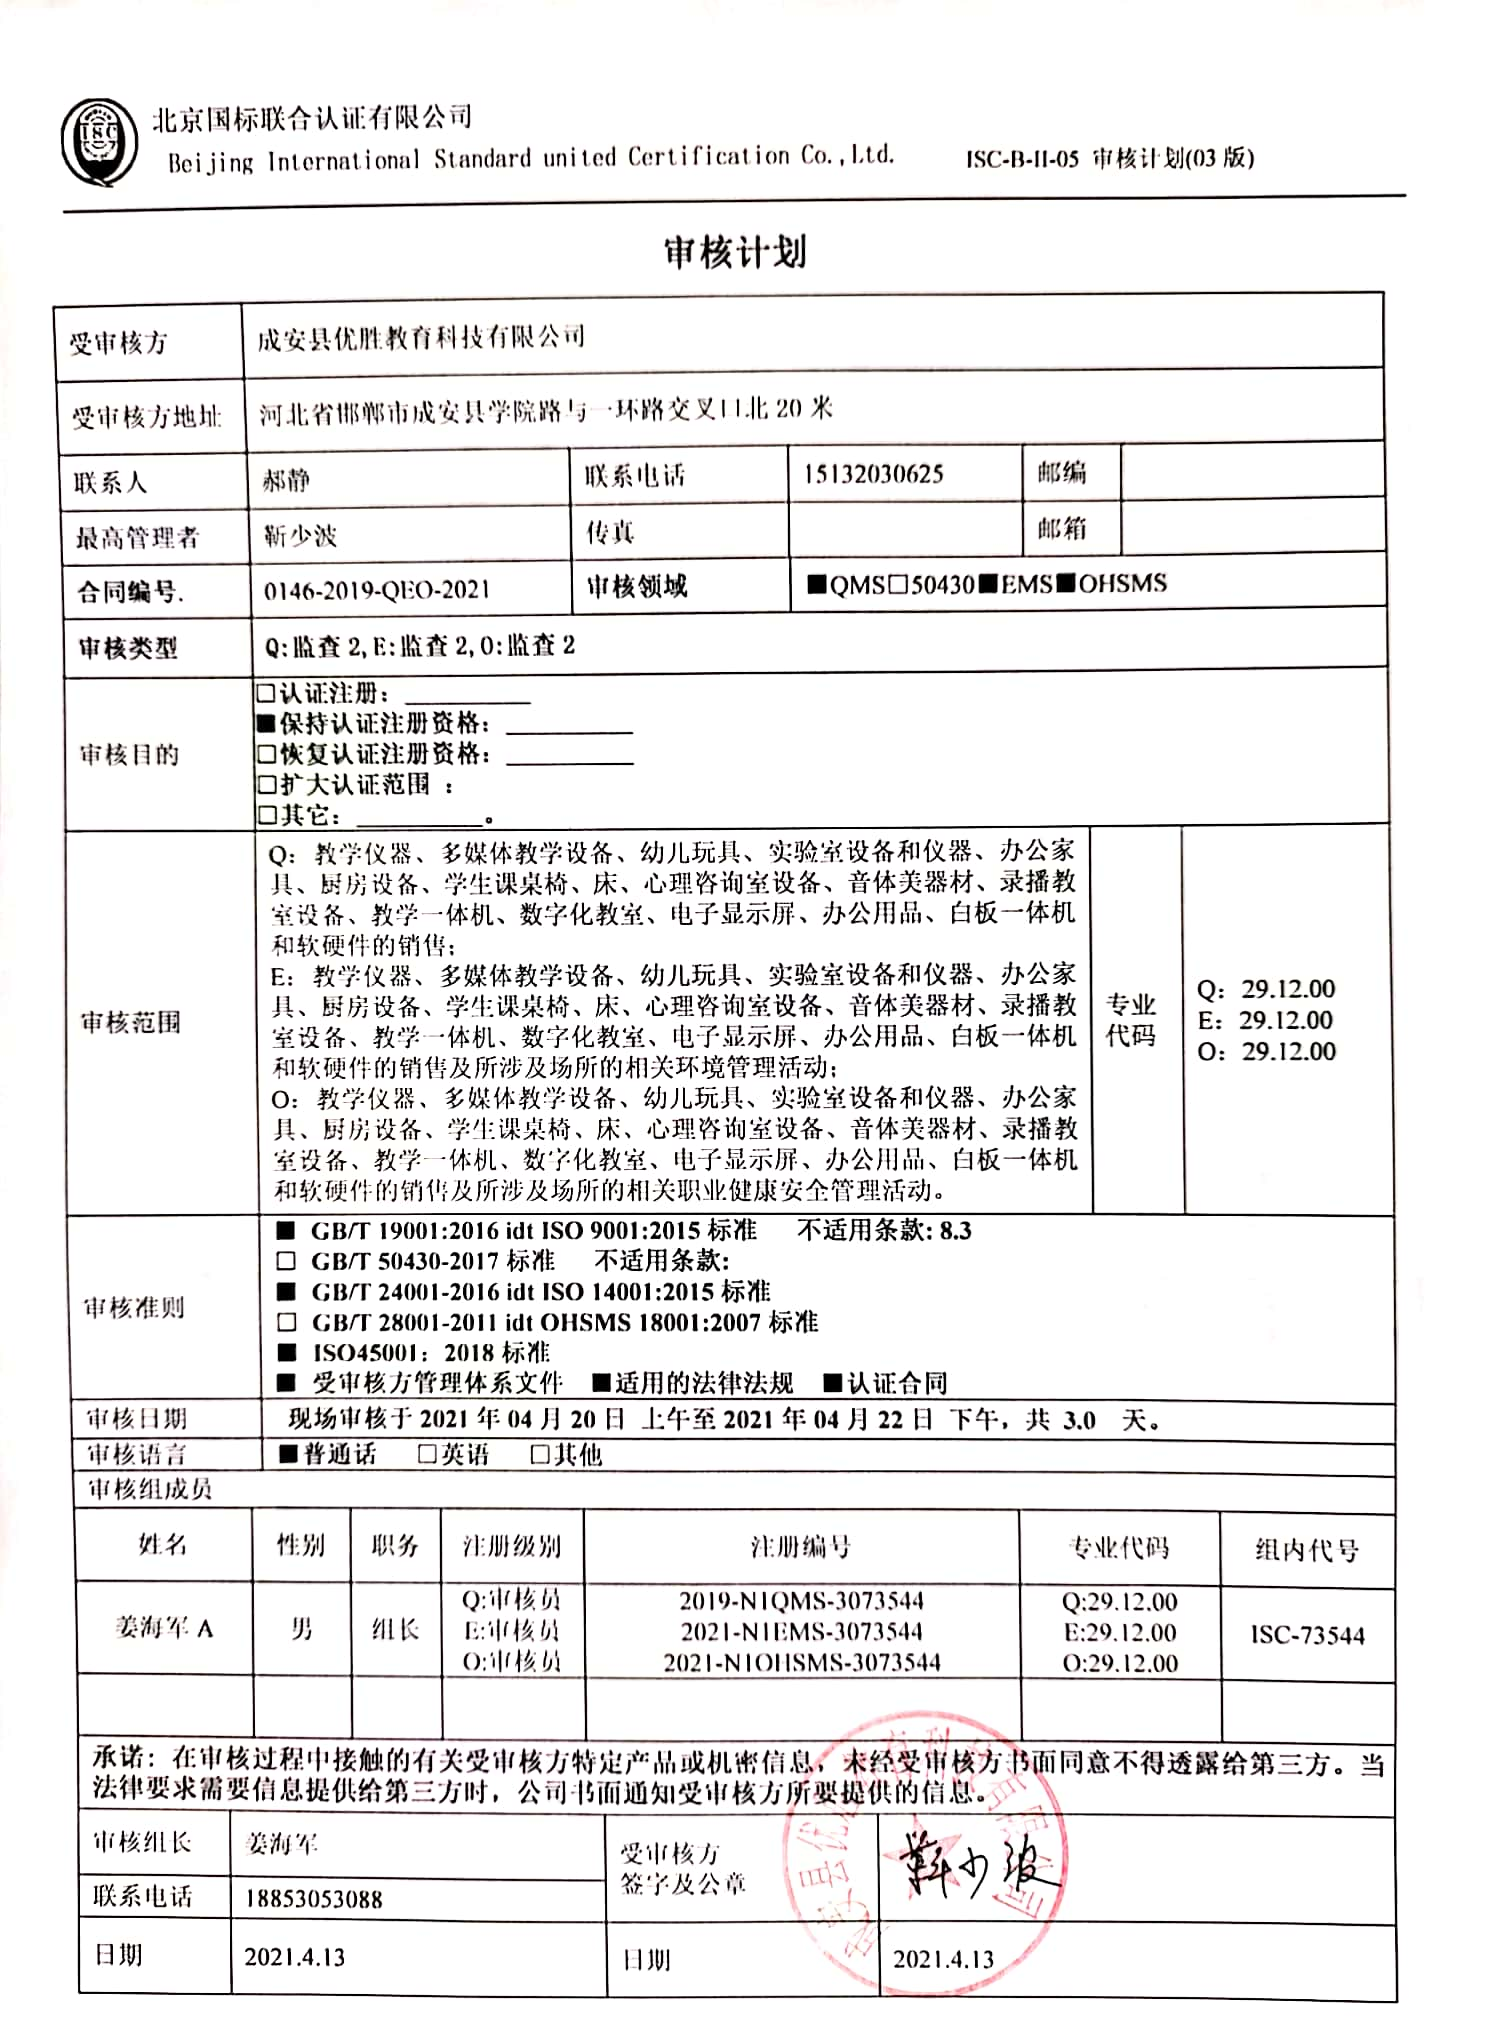 ISC
北京国标联合认证有限公司
Beijing International Standard united Certification Co.,Ltd.
ISC-B-II-05 审核计划(03 版)
审核计划
受审核方 成安县优胜教育科技有限公司
受审核方地址 河北省邯郸市成安县学院路与一环路交叉口北 20 米
联系人 郝静 联系电话 15132030625 邮编
最高管理者 靳少波 传真 邮箱
合同编号. 0146-2019-QEO-2021 审核领域 ■QMS□50430■EMS■OHSMS
审核类型 Q:监查 2,E:监查 2,O:监查 2
审核目的
□认证注册：
■保持认证注册资格：
□恢复认证注册资格：
□扩大认证范围 ：
□其它： 。
审核范围
Q：教学仪器、多媒体教学设备、幼儿玩具、实验室设备和仪器、办公家
具、厨房设备、学生课桌椅、床、心理咨询室设备、音体美器材、录播教
室设备、教学一体机、数字化教室、电子显示屏、办公用品、白板一体机
和软硬件的销售；
E：教学仪器、多媒体教学设备、幼儿玩具、实验室设备和仪器、办公家
具、厨房设备、学生课桌椅、床、心理咨询室设备、音体美器材、录播教
室设备、教学一体机、数字化教室、电子显示屏、办公用品、白板一体机
和软硬件的销售及所涉及场所的相关环境管理活动；
O：教学仪器、多媒体教学设备、幼儿玩具、实验室设备和仪器、办公家
具、厨房设备、学生课桌椅、床、心理咨询室设备、音体美器材、录播教
室设备、教学一体机、数字化教室、电子显示屏、办公用品、白板一体机
和软硬件的销售及所涉及场所的相关职业健康安全管理活动。
专业
代码
Q：29.12.00
E：29.12.00
O：29.12.00
审核准则
■ GB/T 19001:2016 idt ISO 9001:2015 标准 不适用条款: 8.3
□ GB/T 50430-2017 标准 不适用条款:
■ GB/T 24001-2016 idt ISO 14001:2015 标准
□ GB/T 28001-2011 idt OHSMS 18001:2007 标准
■ ISO45001：2018 标准
■ 受审核方管理体系文件 ■适用的法律法规 ■认证合同
审核日期 现场审核于 2021 年 04 月 20 日 上午至 2021 年 04 月 22 日 下午，共 3.0 天。
审核语言 ■普通话 □英语 □其他
审核组成员
姓名 性别 职务 注册级别 注册编号 专业代码 组内代号
姜海军 A 男 组长
Q:审核员 2019-N1QMS-3073544 Q:29.12.00
E:审核员 2021-N1EMS-3073544 E:29.12.00
O:审核员 2021-N1OHSMS-3073544 O:29.12.00
ISC-73544
承诺：在审核过程中接触的有关受审核方特定产品或机密信息，未经受审核方书面同意不得透露给第三方。当
法律要求需要信息提供给第三方时，公司书面通知受审核方所要提供的信息。
审核组长 姜海军
联系电话 18853053088
受审核方
签字及公章
靳少波
成安县优胜教育科技有限公司
日期 2021.4.13 日期 2021.4.13